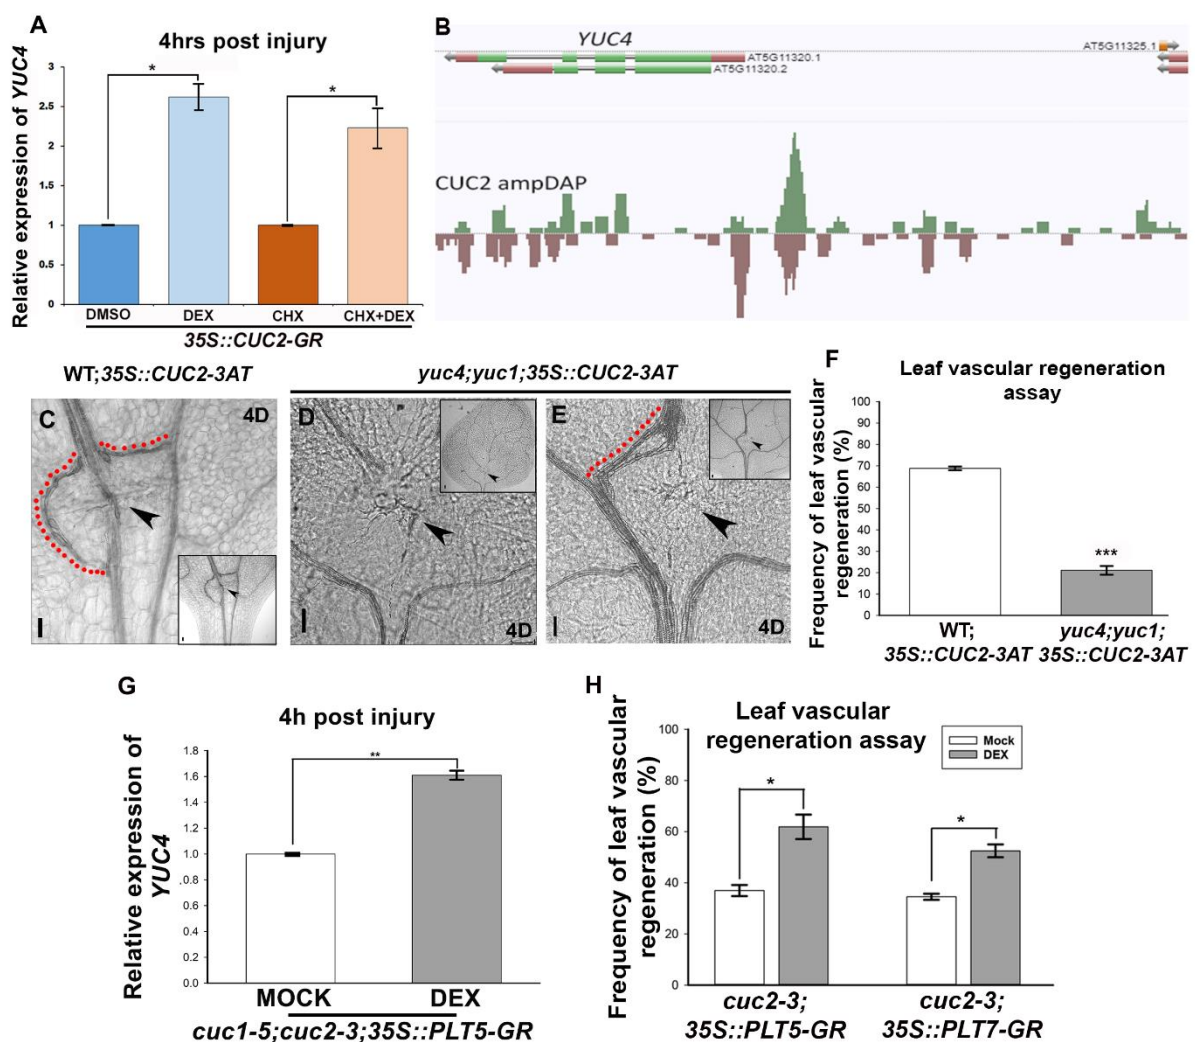 A
4hrs post injury
Relative expression of YUC4
3
2.5
2
1.5
1
0.5
0
*
*
DMSO
DEX
CHX
CHX+DEX
35S::CUC2-GR
B
YUC4
AT5G11325.1
AT5G11320.1
AT5G11320.2
CUC2 ampDAP
WT;35S::CUC2-3AT
yuc4;yuc1;35S::CUC2-3AT
C
4D
D
4D
E
4D
F
Leaf vascular regeneration
assay
Frequency of leaf vascular
regeneration (%)
100
90
80
70
60
50
40
30
20
10
0
***
WT;
35S::CUC2-3AT
yuc4;yuc1;
35S::CUC2-3AT
G
4h post injury
Relative expression of
YUC4
1.8
1.6
1.4
1.2
1.0
.8
0.6
0.4
0.2
0.0
**
MOCK
DEX
cuc1-5;cuc2-3;35S::PLT5-GR
H
Leaf vascular
regeneration assay
Mock
DEX
Frequency of leaf vascular
regeneration (%)
100
80
60
40
20
0
*
*
cuc2-3;
35S::PLT5-GR
cuc2-3;
35S::PLT7-GR